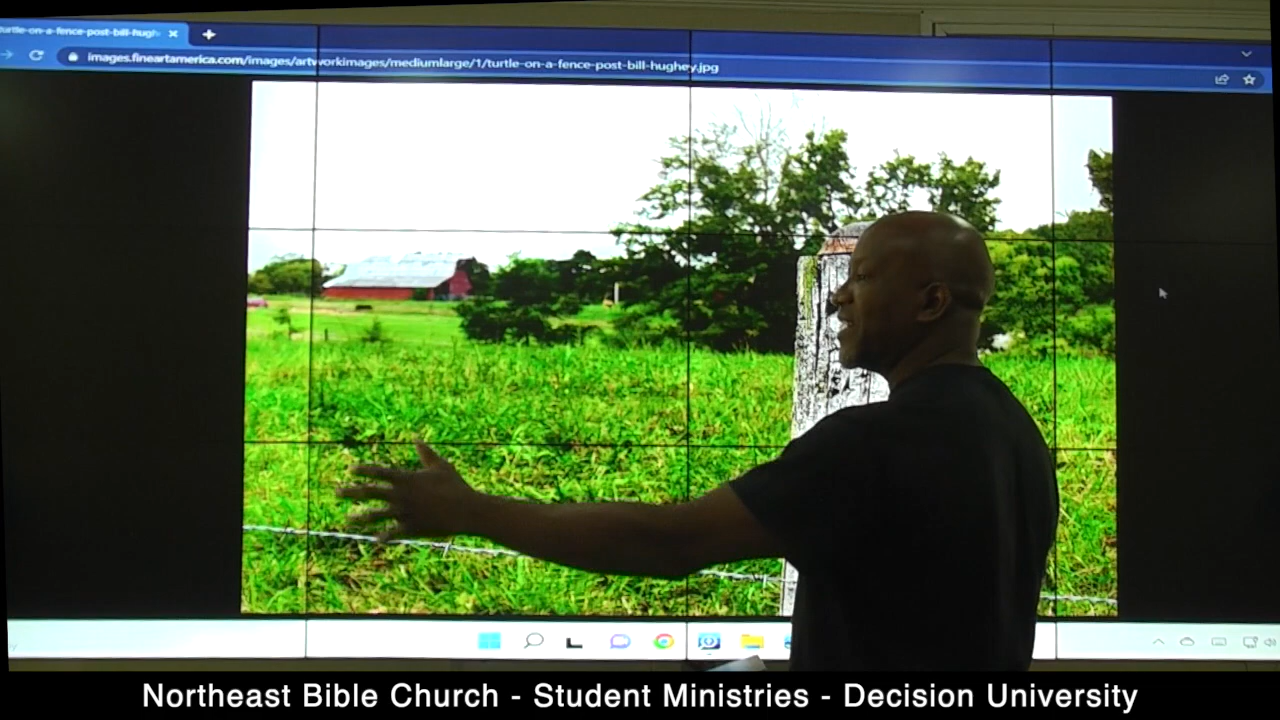 turtle-on-a-fence-post-bill-hugh
images.fineartamerica.com/images/artworkimages/mediumlarge/1/turtle-on-a-fence-post-bill-hughey.jpg
Northeast Bible Church - Student Ministries - Decision University